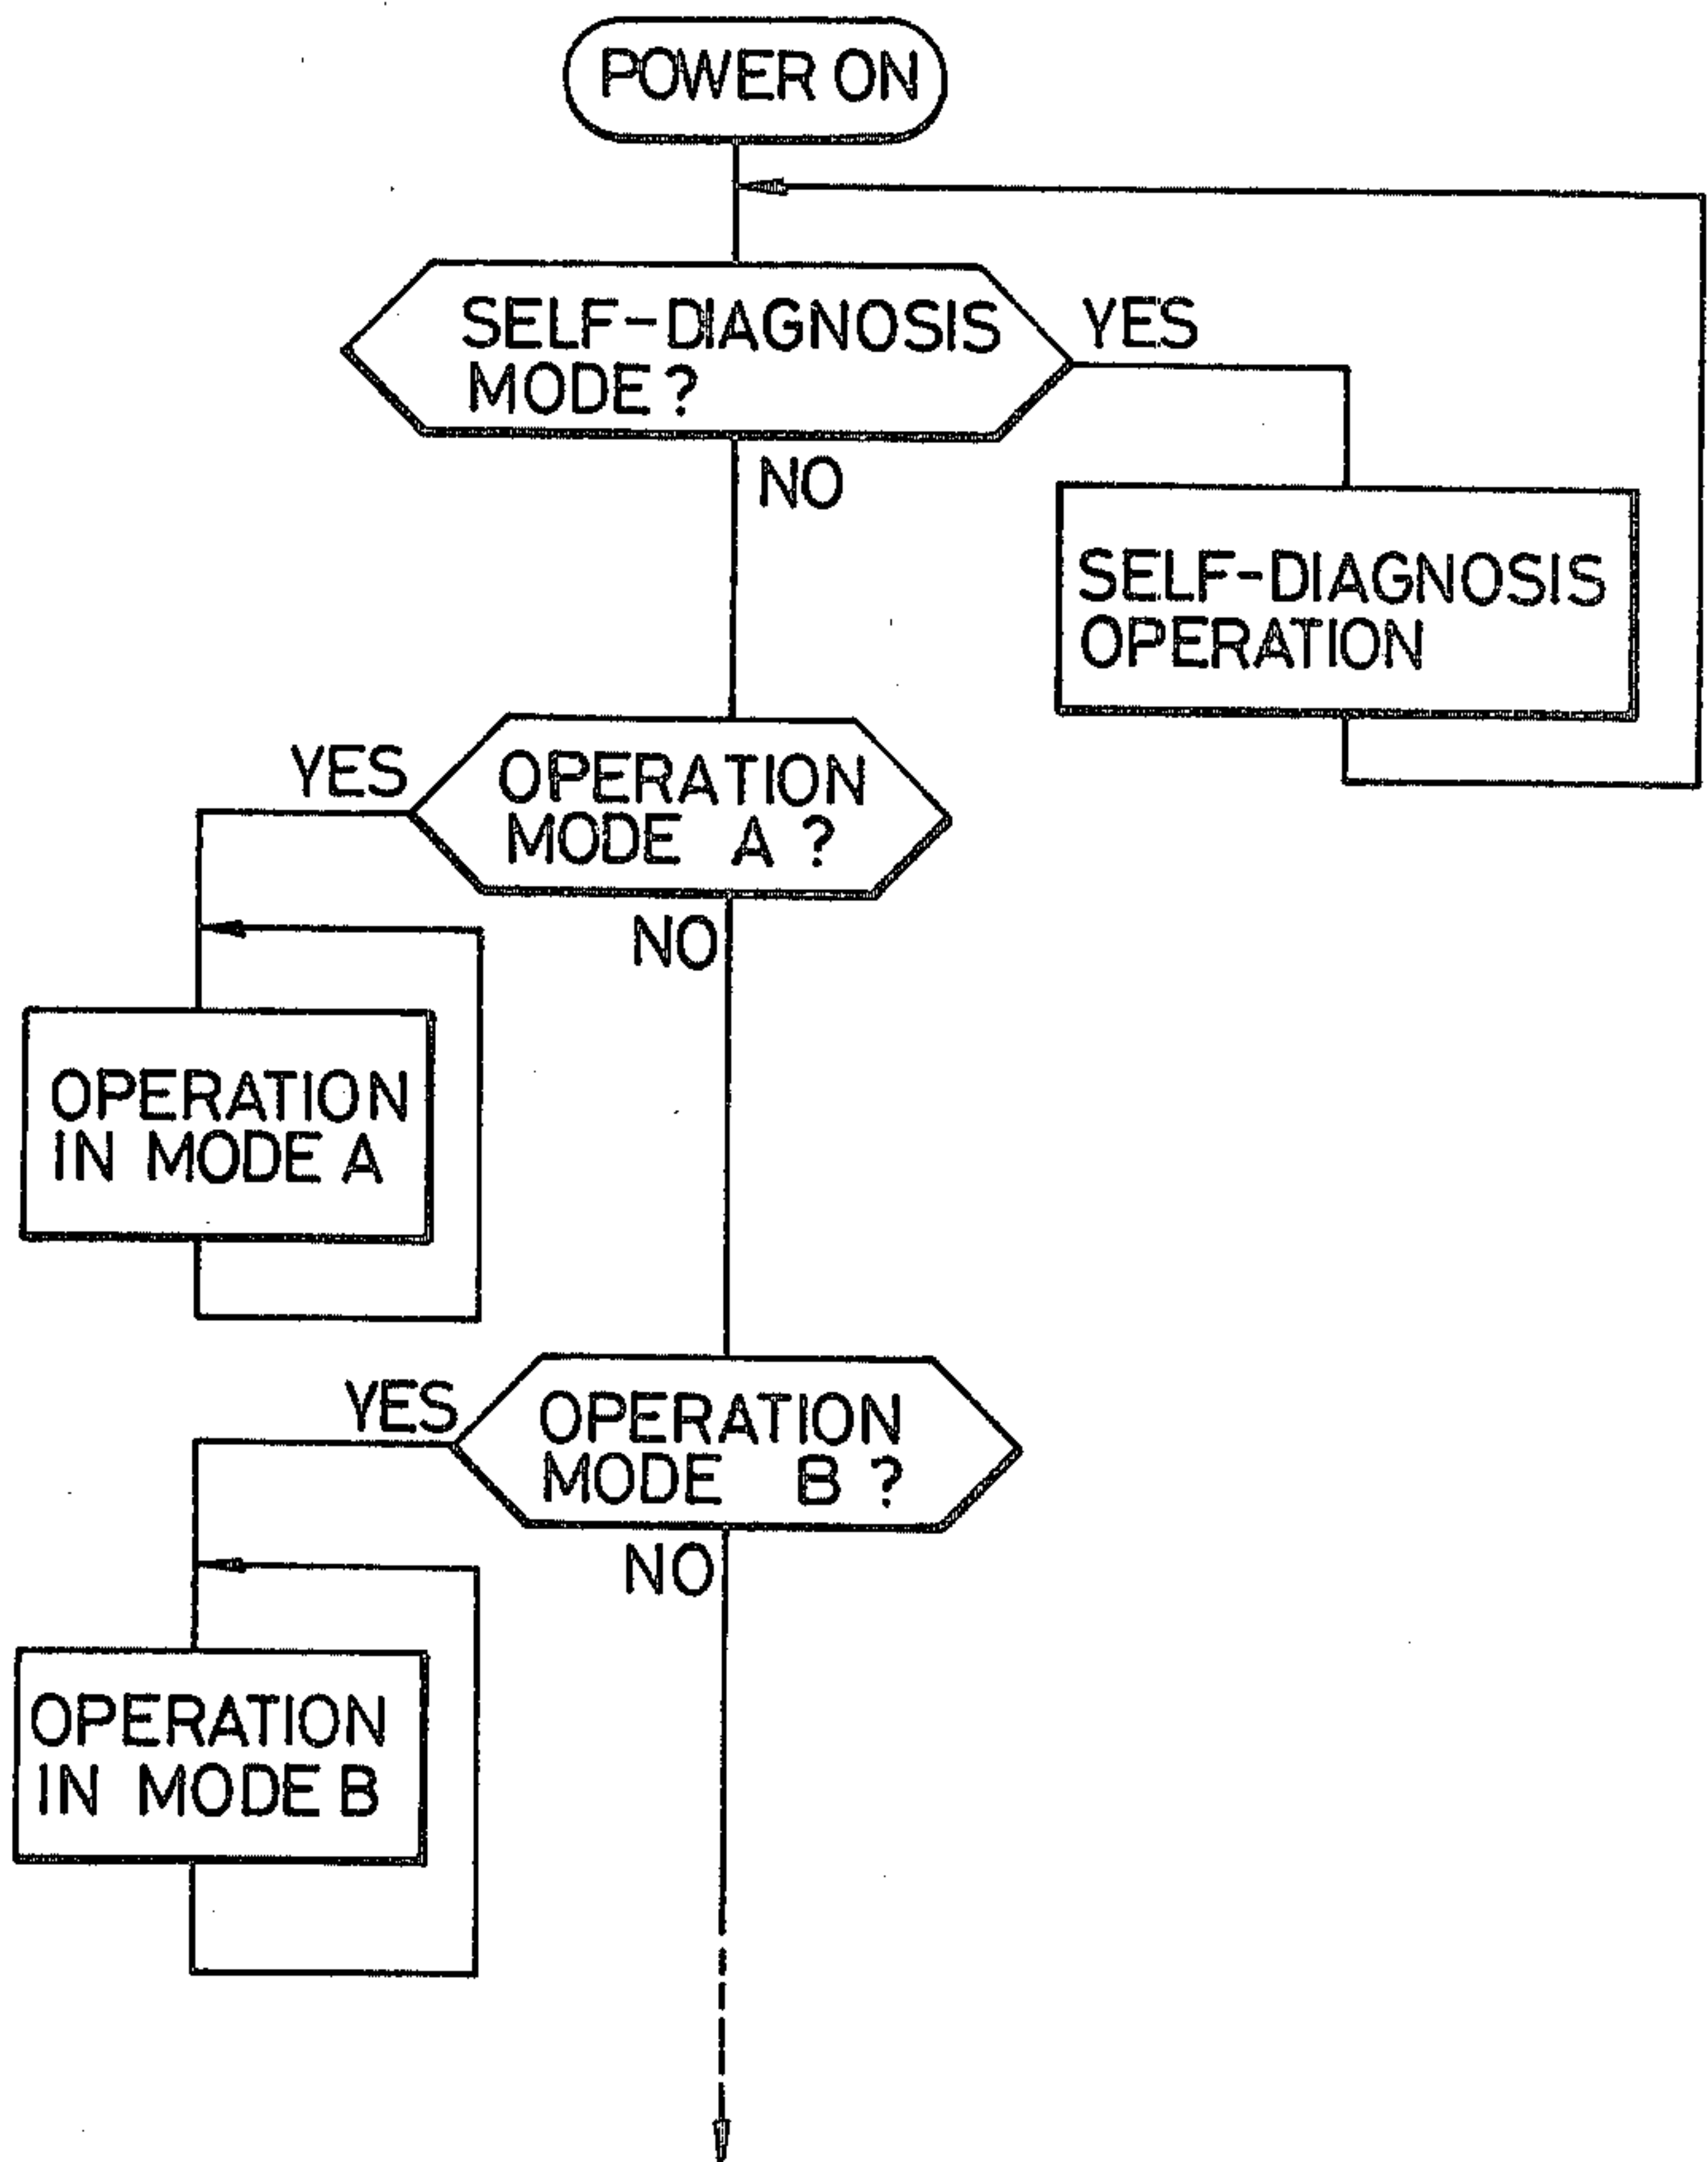 POWER ON
SELF-DIAGNOSIS
MODE?
YES
NO
SELF-DIAGNOSIS
OPERATION
YES
OPERATION
MODE A ?
NO
OPERATION
IN MODE A
YES
OPERATION
MODE B ?
NO
OPERATION
IN MODE B